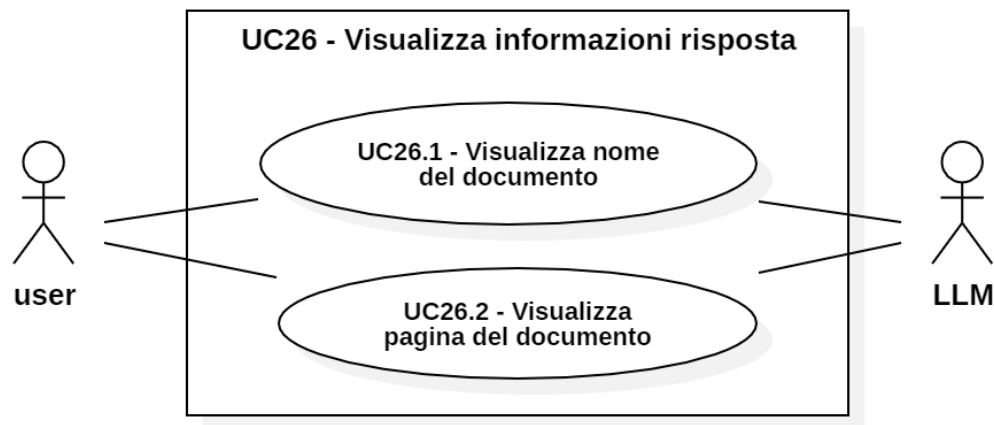 UC26 - Visualizza informazioni risposta
UC26.1 - Visualizza nome
del documento
user
UC26.2 - Visualizza
pagina del documento
LLM